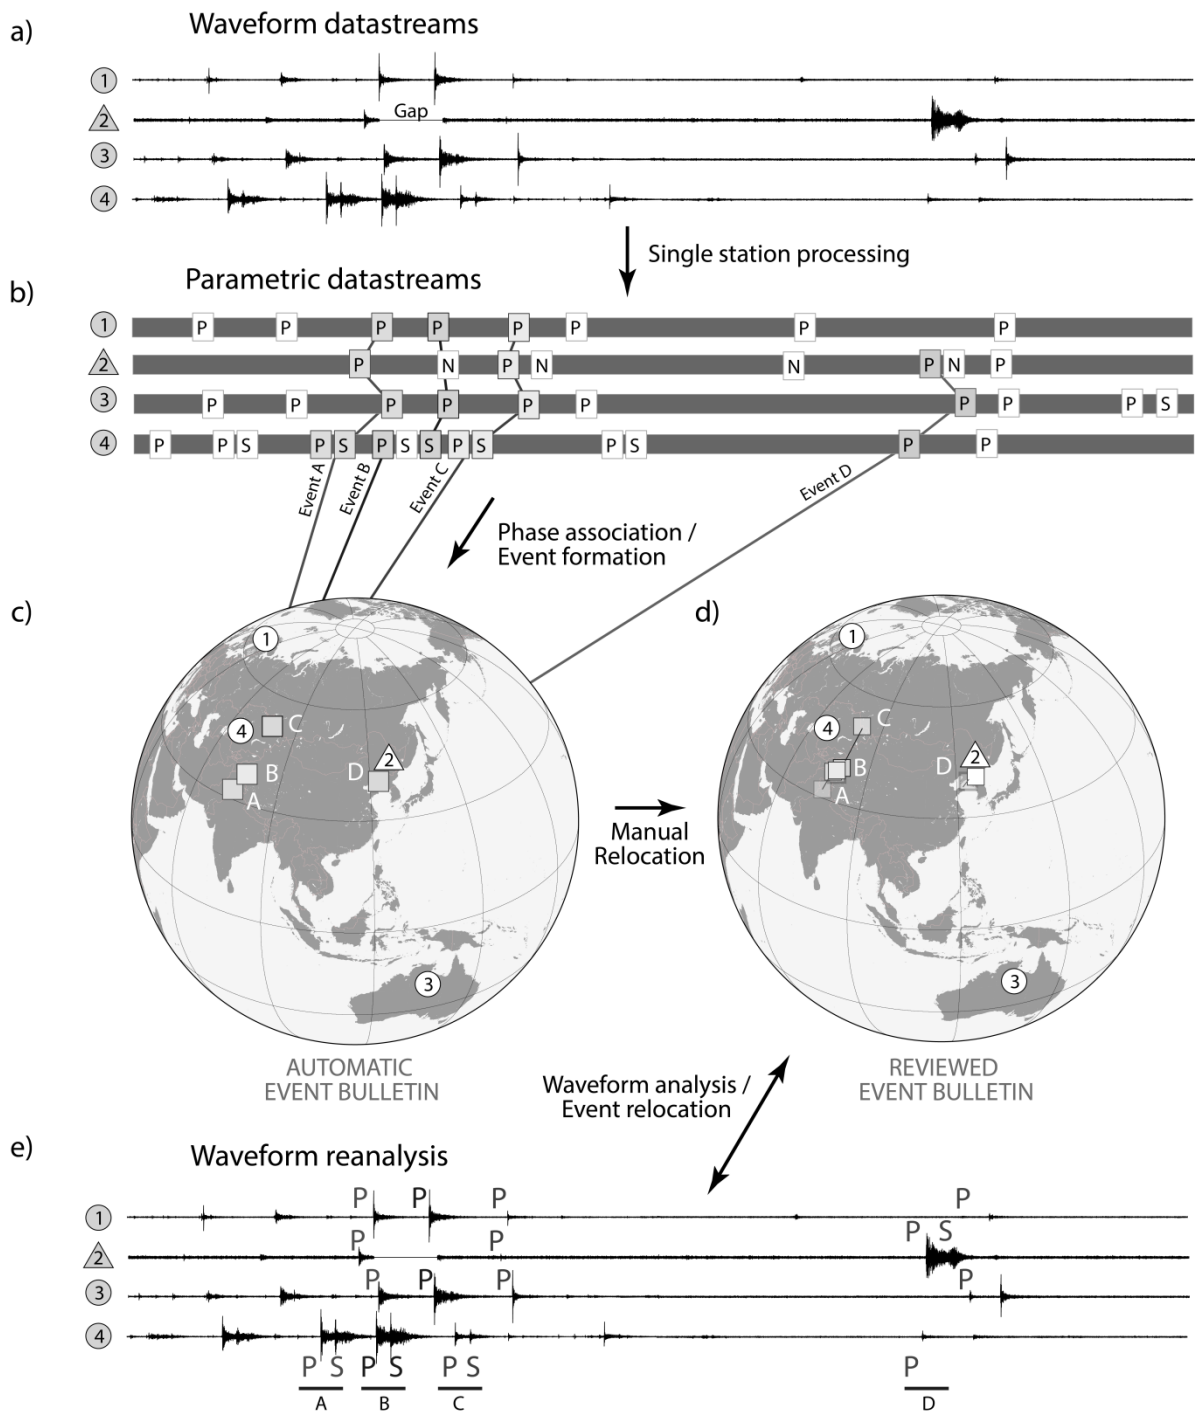 a)
Waveform datastreams
1
2
Gap
3
4
Single station processing
Parametric datastreams
b)
1 P P P P P P P P
2 P N P N N P N P
3 P P P P P P P P P S
4 P P S P S P S S P S P S P P
Event A
Event B
Event C
Event D
Phase association /
Event formation
c)
1
4
C
B
A
D
2
3
AUTOMATIC
EVENT BULLETIN
Manual
Relocation
d)
1
4
C
B
A
D
2
3
REVIEWED
EVENT BULLETIN
Waveform analysis /
Event relocation
e)
Waveform reanalysis
P P P P
1
P P P S
2
P P P P
3
4
P S P S P S P
A B C D